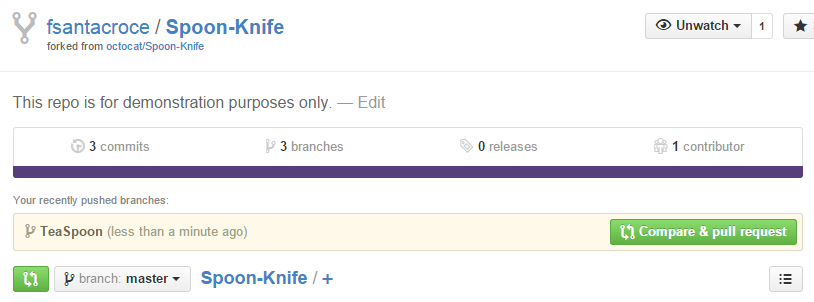 fsantacroce / Spoon-Knife
Unwatch 1
forked from octocat/Spoon-Knife
This repo is for demonstration purposes only. — Edit
3 commits 3 branches 0 releases 1 contributor
Your recently pushed branches:
TeaSpoon (less than a minute ago) Compare & pull request
branch: master Spoon-Knife / +